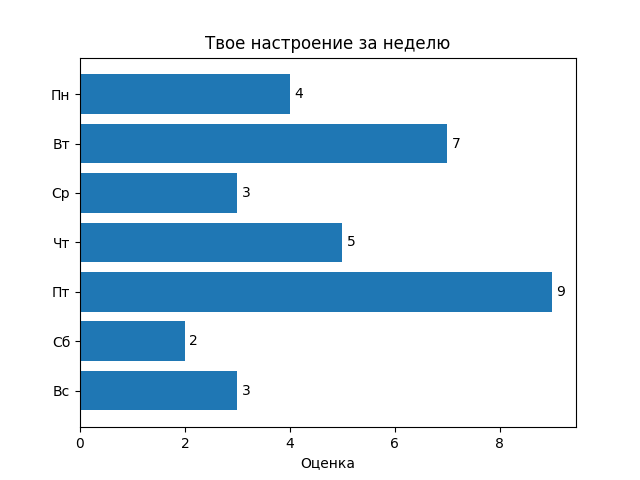 Твое настроение за неделю
Пн 4
Вт 7
Ср 3
Чт 5
Пт 9
Сб 2
Вс 3
0 2 4 6 8
Оценка